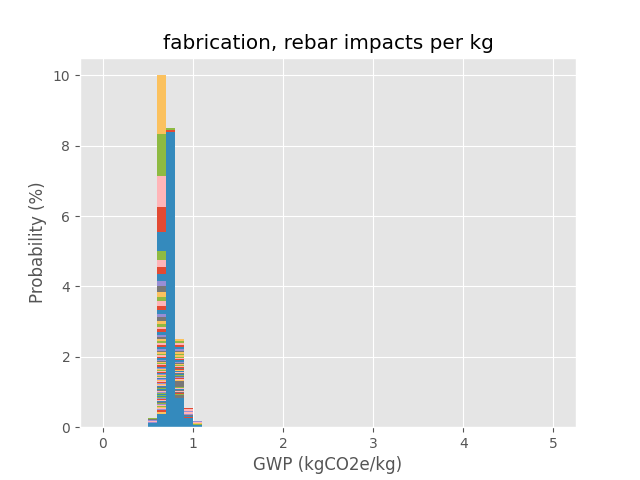 fabrication, rebar impacts per kg
10
8
6
4
2
0
Probability (%)
0 1 2 3 4 5
GWP (kgCO2e/kg)